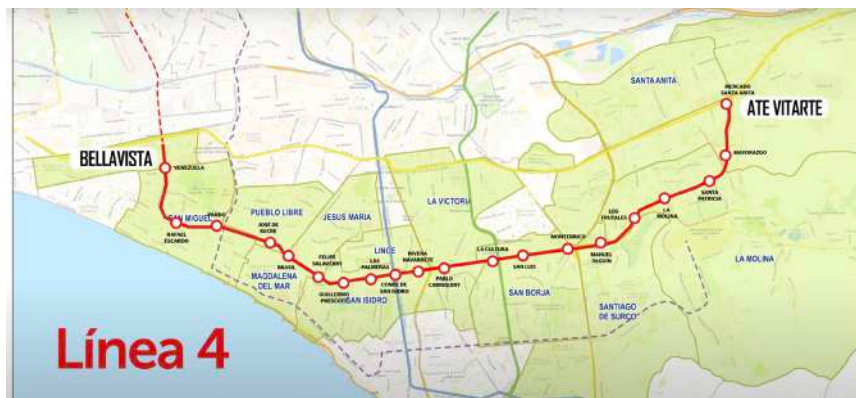 SANTA ANITA
MERCADO
SANTA ANITA
ATE VITARTE
BELLAVISTA
VENEZUELA
MAYORAZGO
SANTA
PATRICIA
LA
MOLINA
LOS
FRUTALES
LA VICTORIA
PUEBLO LIBRE
JESUS MARIA
SAN MIGUEL
PARDO
RAFAEL
ESCARDO
JOSÉ DE
SUCRE
BRASIL
FELIPE
SALAVERRY
LINCE
LAS
PALMERAS
RIVERA
NAVARRETE
LA CULTURA
MONTERRICO
MANUEL
OLGUIN
SAN LUIS
PABLO
CARRIQUIRY
CONDE DE
SAN ISIDRO
GUILLERMO
PRESCOTT
MAGDALENA
DEL MAR
SAN ISIDRO
SAN BORJA
SANTIAGO
DE SURCO
LA MOLINA
Línea 4